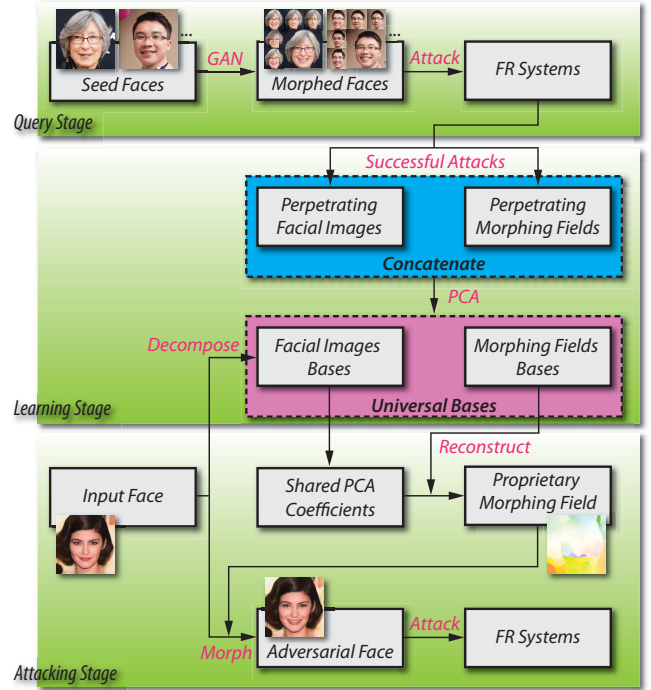 ...
...
Seed Faces
GAN
Morphed Faces
Attack
FR Systems
Query Stage
Successful Attacks
Perpetrating
Facial Images
Perpetrating
Morphing Fields
Concatenate
PCA
Decompose
Facial Images
Bases
Morphing Fields
Bases
Universal Bases
Learning Stage
Reconstruct
Input Face
Shared PCA
Coefficients
Proprietary
Morphing Field
Morph
Adversarial Face
Attack
FR Systems
Attacking Stage